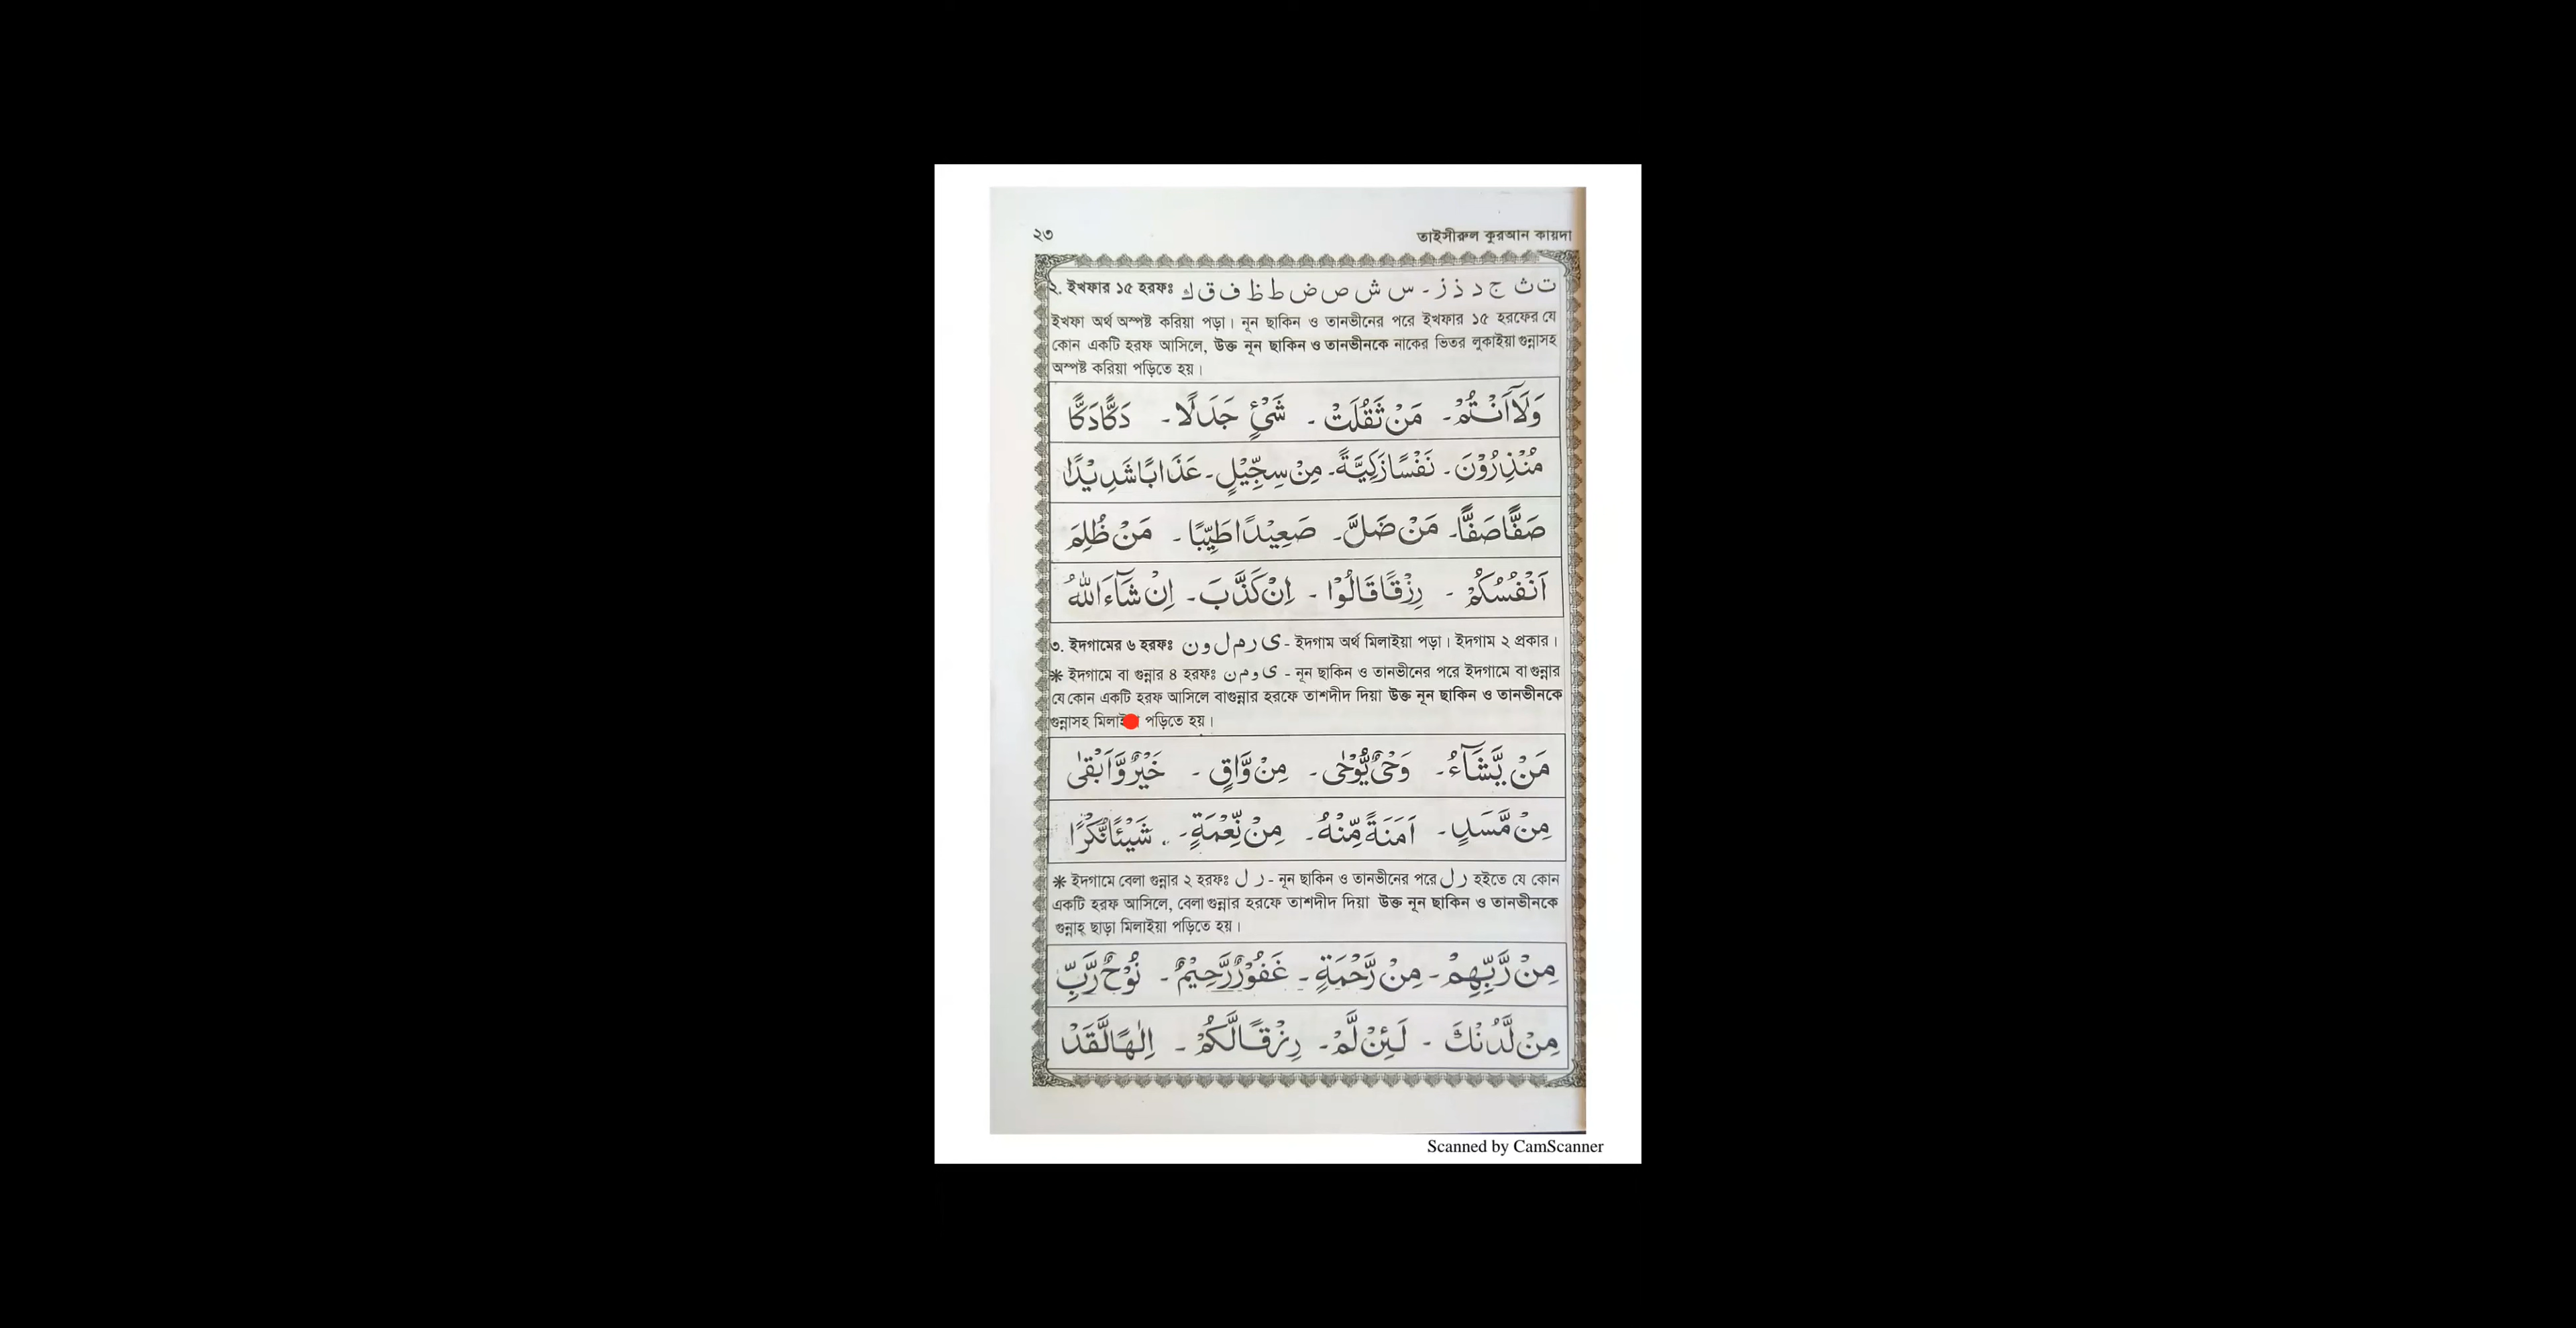 ২৩ তাইসীরুল কুরআন কায়দা
২. ইখফার ১৫ হরফঃ ت ث ج د ذ ز - س ش ص ض ط ظ ف ق ك
ইখফা অর্থ অস্পষ্ট করিয়া পড়া। নূন ছাকিন ও তানভীনের পরে ইখফার ১৫ হরফের যে
কোন একটি হরফ আসিলে, উক্ত নূন ছাকিন ও তানভীনকে নাকের ভিতর লুকাইয়া গুন্নাসহ
অস্পষ্ট করিয়া পড়িতে হয়।
وَلَآ اَنْتُمْ - مَنْ ثَقُلَتْ - شَیْءٍ جَدَلًا - دَكًّا دَكًّا
مُنْذِرُوْنَ - نَفْسًا زَكِيَّةً - مِنْ سِجِّيْلٍ - عَذَابًا شَدِيْدًا
صَفًّا صَفًّا - مَنْ ضَلَّ - صَعِيْدًا طَيِّبًا - مَنْ ظُلِمَ
اَنْفُسُكُمْ - رِزْقًا قَالُوْا - اِنْ كَذَّبَ - اِنْ شَآءَ اللّٰهُ
৩. ইদগামের ৬ হরফঃ ى ر م ل و ن - ইদগাম অর্থ মিলাইয়া পড়া। ইদগাম ২ প্রকার।
* ইদগামে বা গুন্নার ৪ হরফঃ ى و م ن - নূন ছাকিন ও তানভীনের পরে ইদগামে বা গুন্নার
যে কোন একটি হরফ আসিলে বাগুন্নার হরফে তাশদীদ দিয়া উক্ত নূন ছাকিন ও তানভীনকে
গুন্নাসহ পড়িতে হয়।
مَنْ يَّشَآءُ - وَحْیٌ يُّوْحٰى - مِنْ وَّاقٍ - خَيْرٌ وَّاَبْقٰى
مِنْ مَّسَدٍ - اَمَنَةً مِّنْهُ - مِنْ نِّعْمَةٍ - شَيْئًا نُّكْرًا
* ইদগামে বেলা গুন্নার ২ হরফঃ ر ل - নূন ছাকিন ও তানভীনের পরে ر ل হইতে যে কোন
একটি হরফ আসিলে, বেলা গুন্নার হরফে তাশদীদ দিয়া উক্ত নূন ছাকিন ও তানভীনকে
গুন্নাহ ছাড়া মিলাইয়া পড়িতে হয়।
مِنْ رَّبِّهِمْ - مِنْ رَّحْمَةٍ - غَفُوْرٌ رَّحِيْمٌ - نُوْحٌ رَّبِّ
مِنْ لَّدُنْكَ - لَئِنْ لَّمْ - رِزْقًا لَّكُمْ - اِلٰهًا لَّقَدْ
Scanned by CamScanner